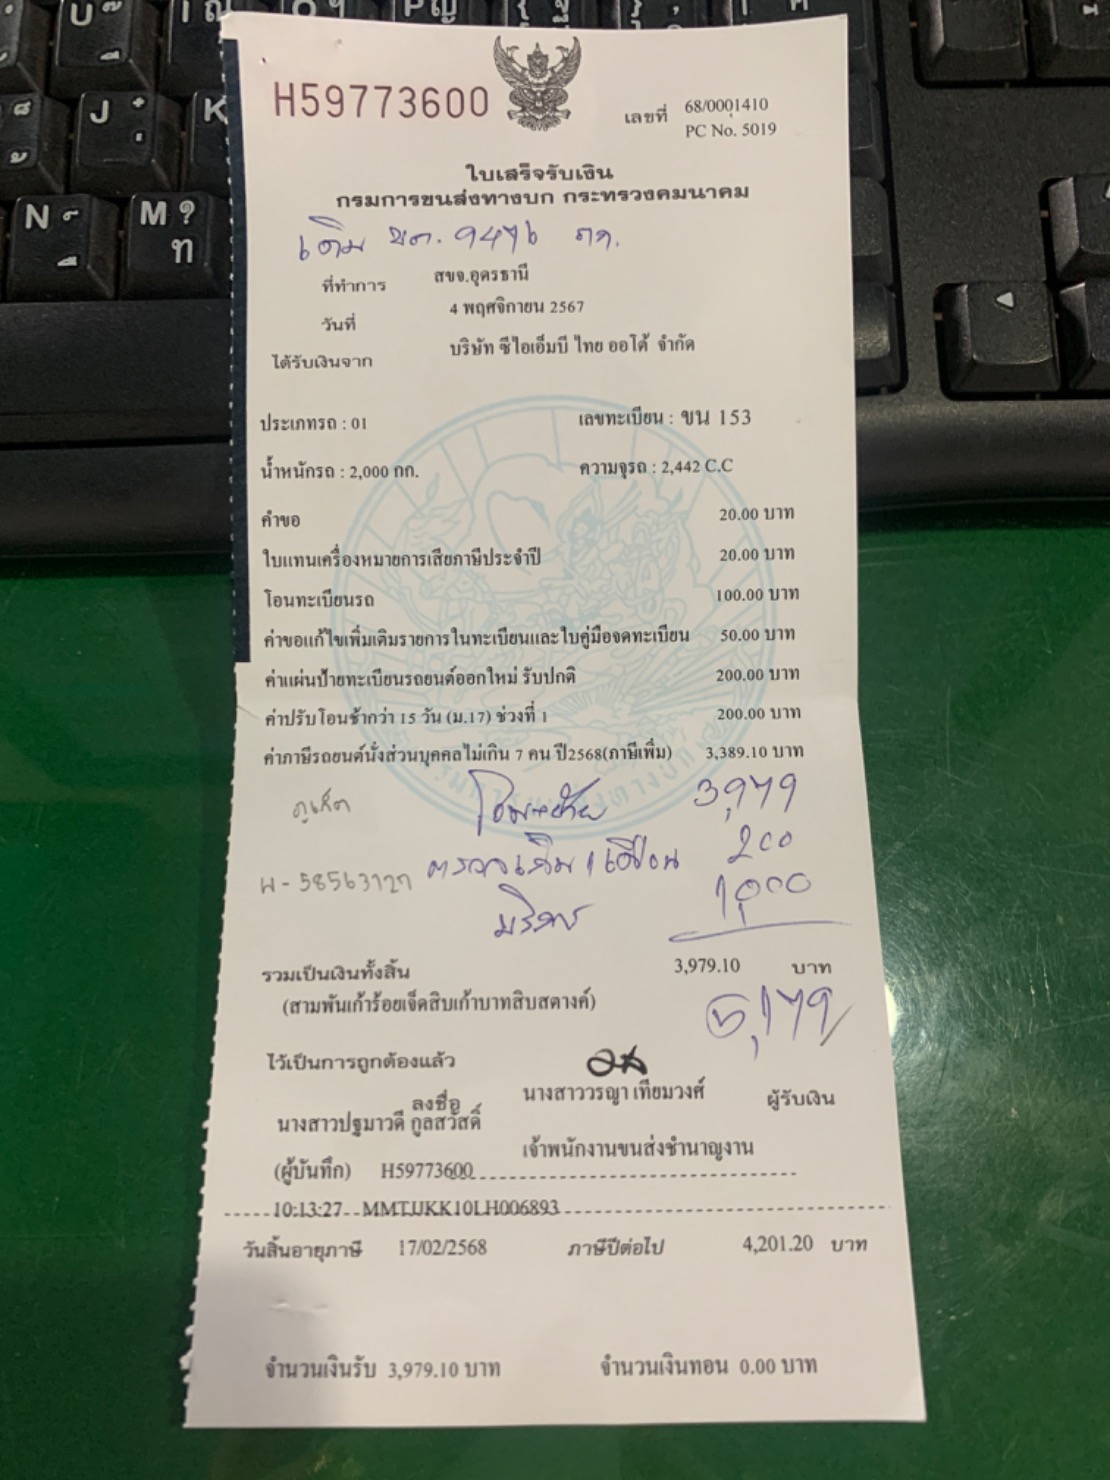 H59773600
เลขที่ 68/0001410
PC No. 5019
ใบเสร็จรับเงิน
กรมการขนส่งทางบก กระทรวงคมนาคม
เดิม ขต. 9476 ภก.
ที่ทำการ สขจ.อุดรธานี
วันที่ 4 พฤศจิกายน 2567
ได้รับเงินจาก บริษัท ซีไอเอ็มบี ไทย ออโต้ จำกัด
ประเภทรถ : 01 เลขทะเบียน : ขน 153
น้ำหนักรถ : 2,000 กก. ความจุรถ : 2,442 C.C
คำขอ 20.00 บาท
ใบแทนเครื่องหมายการเสียภาษีประจำปี 20.00 บาท
โอนทะเบียนรถ 100.00 บาท
ค่าขอแก้ไขเพิ่มเติมรายการในทะเบียนและใบคู่มือจดทะเบียน 50.00 บาท
ค่าแผ่นป้ายทะเบียนรถยนต์ออกใหม่ รับปกติ 200.00 บาท
ค่าปรับโอนช้ากว่า 15 วัน (ม.17) ช่วงที่ 1 200.00 บาท
ค่าภาษีรถยนต์นั่งส่วนบุคคลไม่เกิน 7 คน ปี2568(ภาษีเพิ่ม) 3,389.10 บาท
ภูเก็ต โอน+ย้าย 3,979
200
H-58563127
บริการ 1,000
รวมเป็นเงินทั้งสิ้น 3,979.10 บาท
(สามพันเก้าร้อยเจ็ดสิบเก้าบาทสิบสตางค์)
5,179
ไว้เป็นการถูกต้องแล้ว
ลงชื่อ นางสาววรญา เทียมวงศ์ ผู้รับเงิน
นางสาวปฐมาวดี กูลสวัสดิ์
เจ้าพนักงานขนส่งชำนาญงาน
(ผู้บันทึก) H59773600
10:13:27 MMTJJKK10LH006893
วันสิ้นอายุภาษี 17/02/2568 ภาษีปีต่อไป 4,201.20 บาท
จำนวนเงินรับ 3,979.10 บาท จำนวนเงินทอน 0.00 บาท